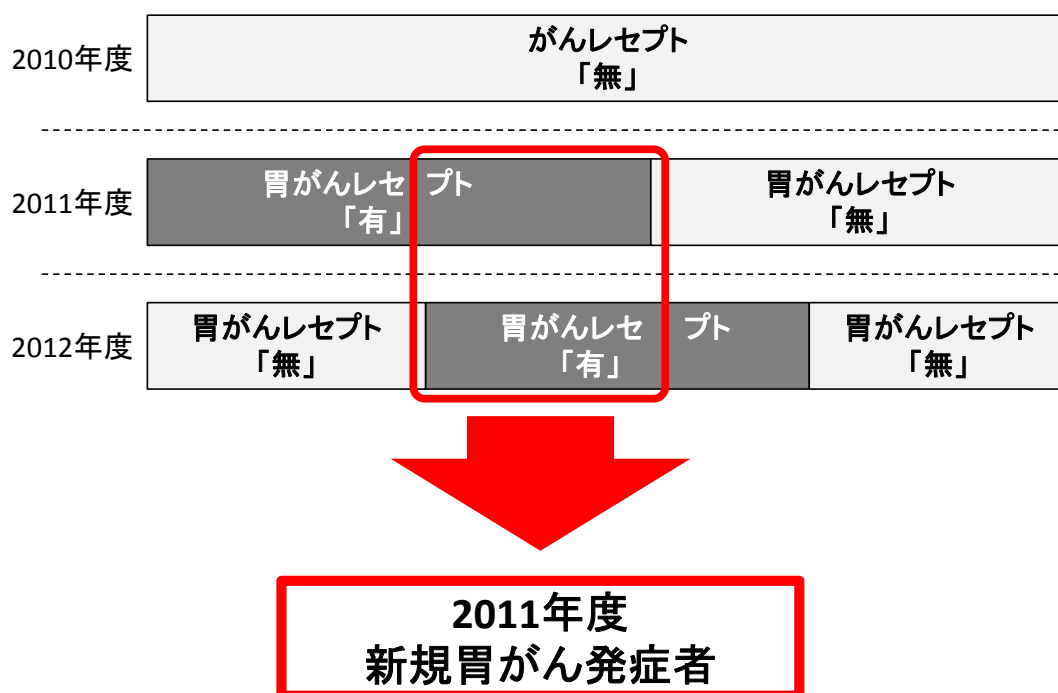 2010年度
がんレセプト
「無」
2011年度
胃がんレセプト
「有」
胃がんレセプト
「無」
2012年度
胃がんレセプト
「無」
胃がんレセプト
「有」
胃がんレセプト
「無」
2011年度
新規胃がん発症者